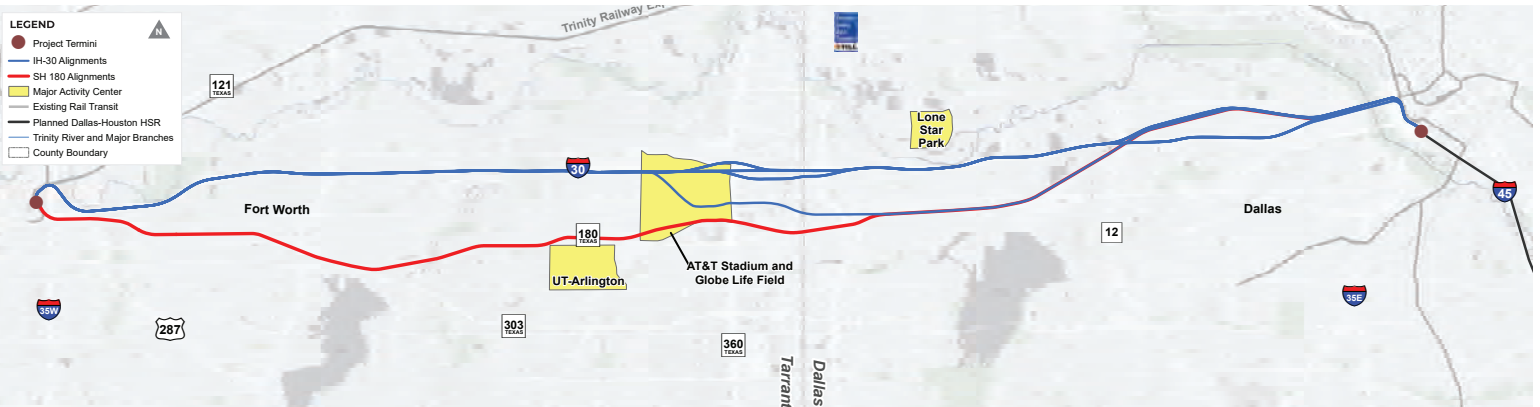 LEGEND
N
Project Termini
IH-30 Alignments
SH 180 Alignments
Major Activity Center
Existing Rail Transit
Planned Dallas-Houston HSR
Trinity River and Major Branches
County Boundary
Trinity Railway
121
TEXAS
Lone
Star
Park
30
45
Fort Worth
Dallas
180
TEXAS
12
UT-Arlington
AT&T Stadium and
Globe Life Field
35W
287
303
TEXAS
360
TEXAS
35E
Tarrant
Dallas